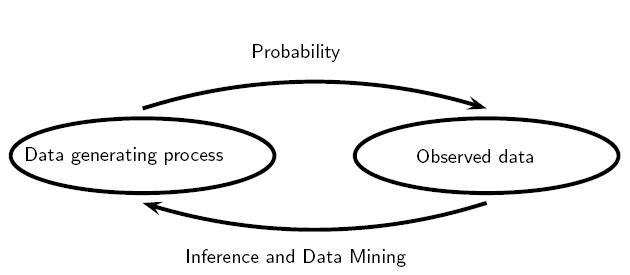 Probability
Data generating process
Observed data
Inference and Data Mining